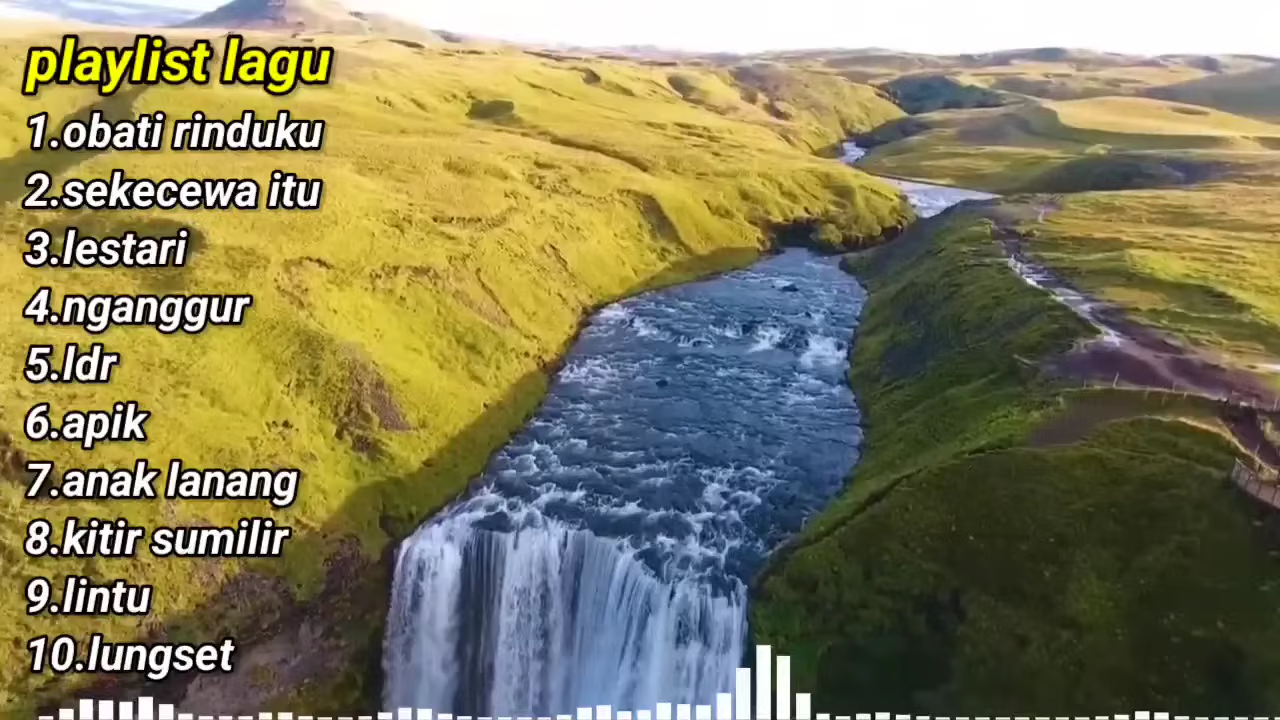 playlist lagu
1.obati rinduku
2.sekecewa itu
3.lestari
4.nganggur
5.ldr
6.apik
7.anak lanang
8.kitir sumilir
9.lintu
10.lungset